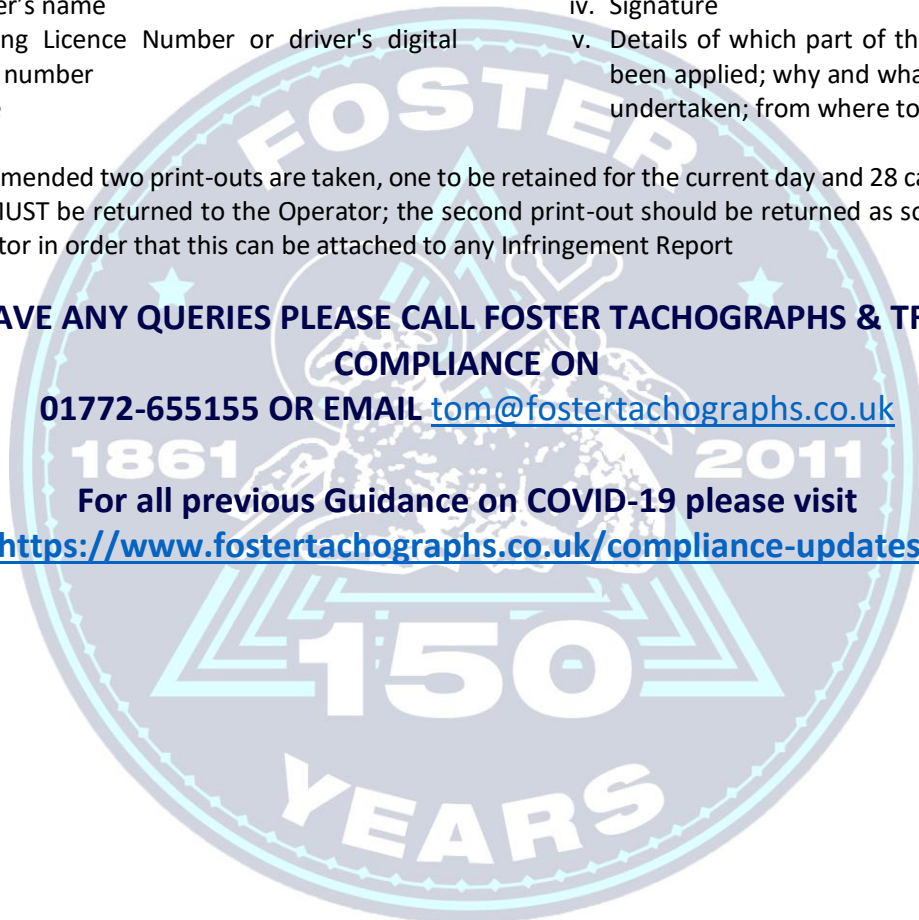 er's name
ing Licence Number or driver's digital
number
iv. Signature
v. Details of which part of th
been applied; why and wha
undertaken; from where to
mended two print-outs are taken, one to be retained for the current day and 28 ca
MUST be returned to the Operator; the second print-out should be returned as so
tor in order that this can be attached to any Infringement Report
AVE ANY QUERIES PLEASE CALL FOSTER TACHOGRAPHS & TR
COMPLIANCE ON
01772-655155 OR EMAIL tom@fostertachographs.co.uk
For all previous Guidance on COVID-19 please visit
https://www.fostertachographs.co.uk/compliance-updates
FOSTER
1861 2011
150
YEARS